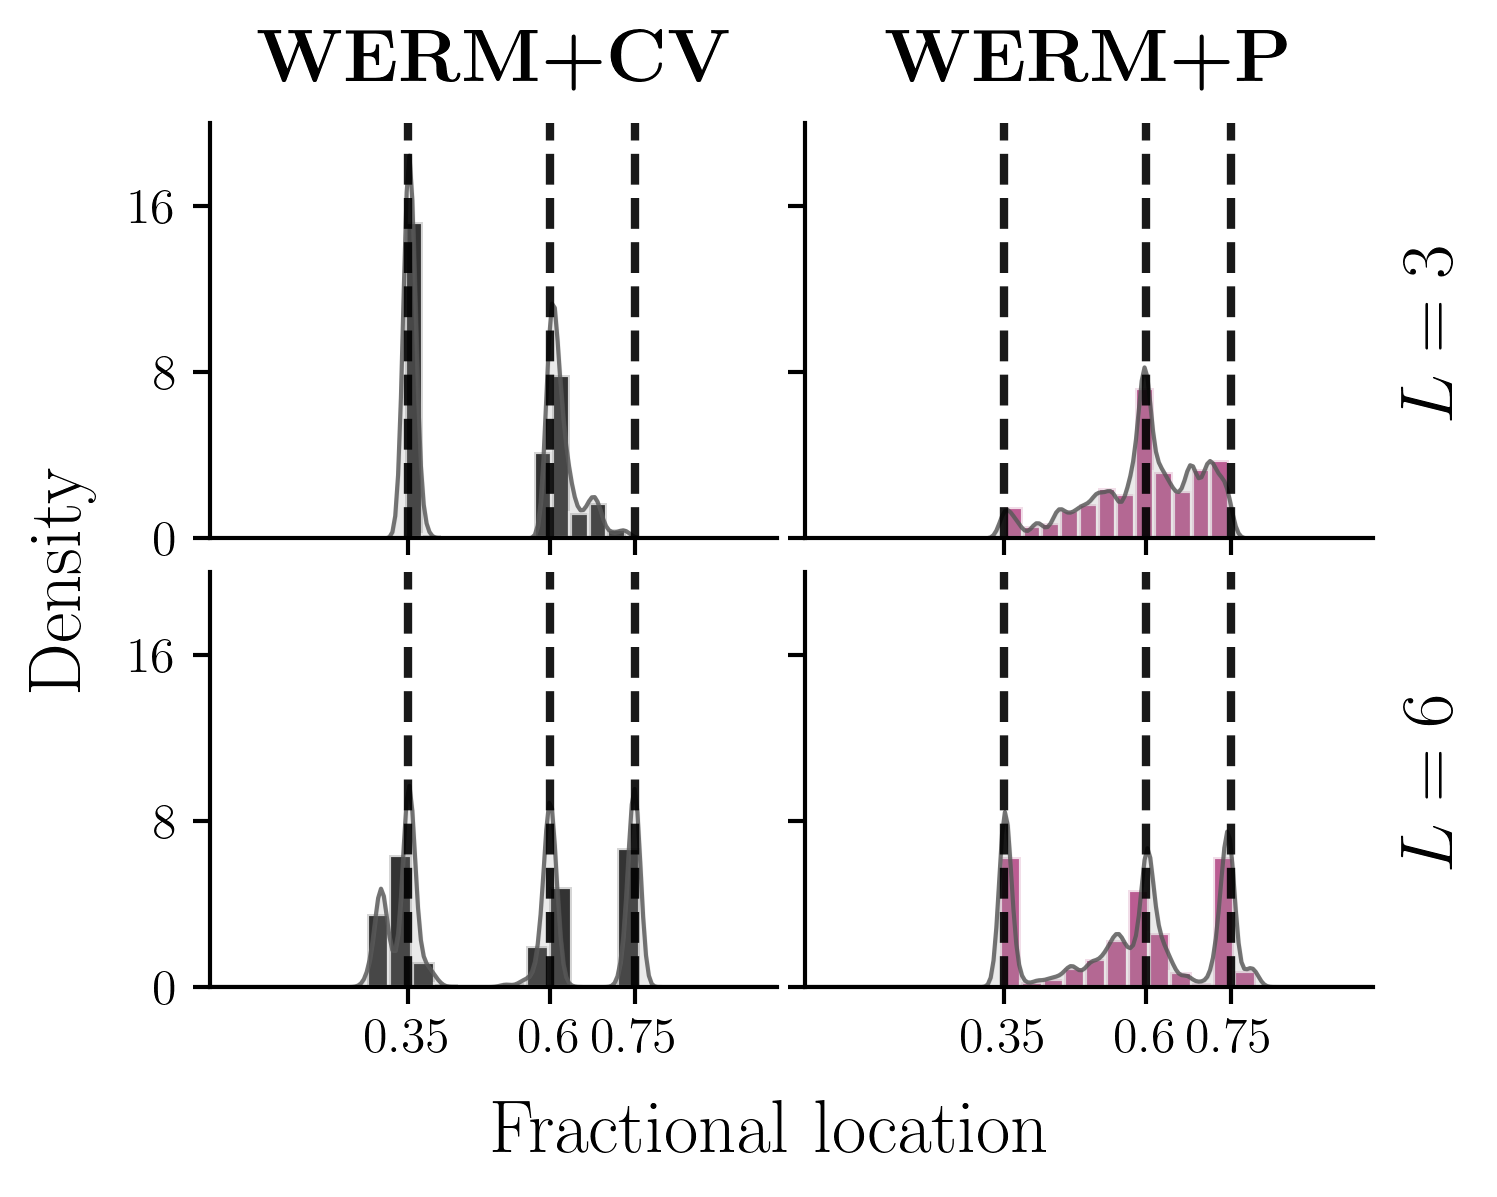 WERM+CV WERM+P
16
8
0
L = 3
Density
16
8
0
L = 6
0.35 0.6 0.75 0.35 0.6 0.75
Fractional location